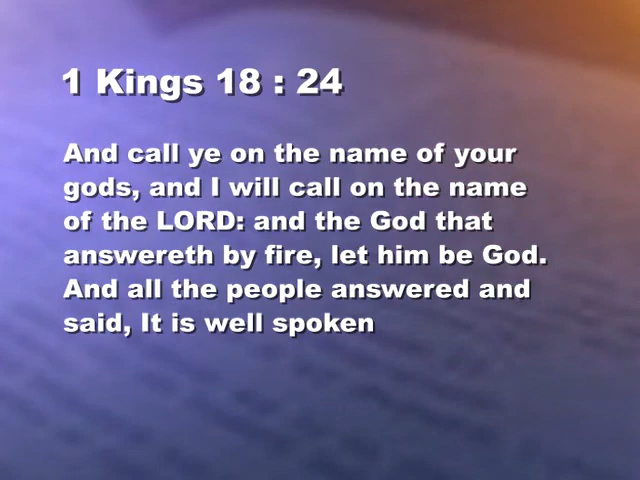 1 Kings 18 : 24
And call ye on the name of your
gods, and I will call on the name
of the LORD: and the God that
answereth by fire, let him be God.
And all the people answered and
said, It is well spoken